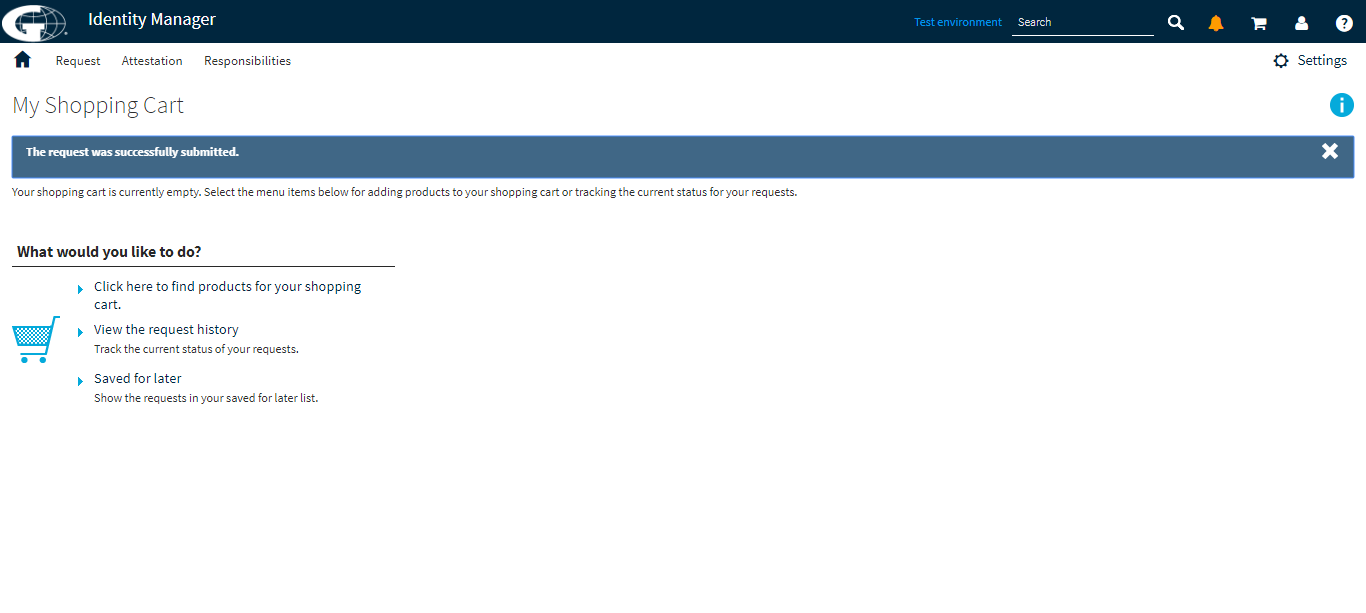 Identity Manager
Test environment
Search
Request
Attestation
Responsibilities
Settings
My Shopping Cart
The request was successfully submitted.
Your shopping cart is currently empty. Select the menu items below for adding products to your shopping cart or tracking the current status for your requests.
What would you like to do?
Click here to find products for your shopping
cart.
View the request history
Track the current status of your requests.
Saved for later
Show the requests in your saved for later list.